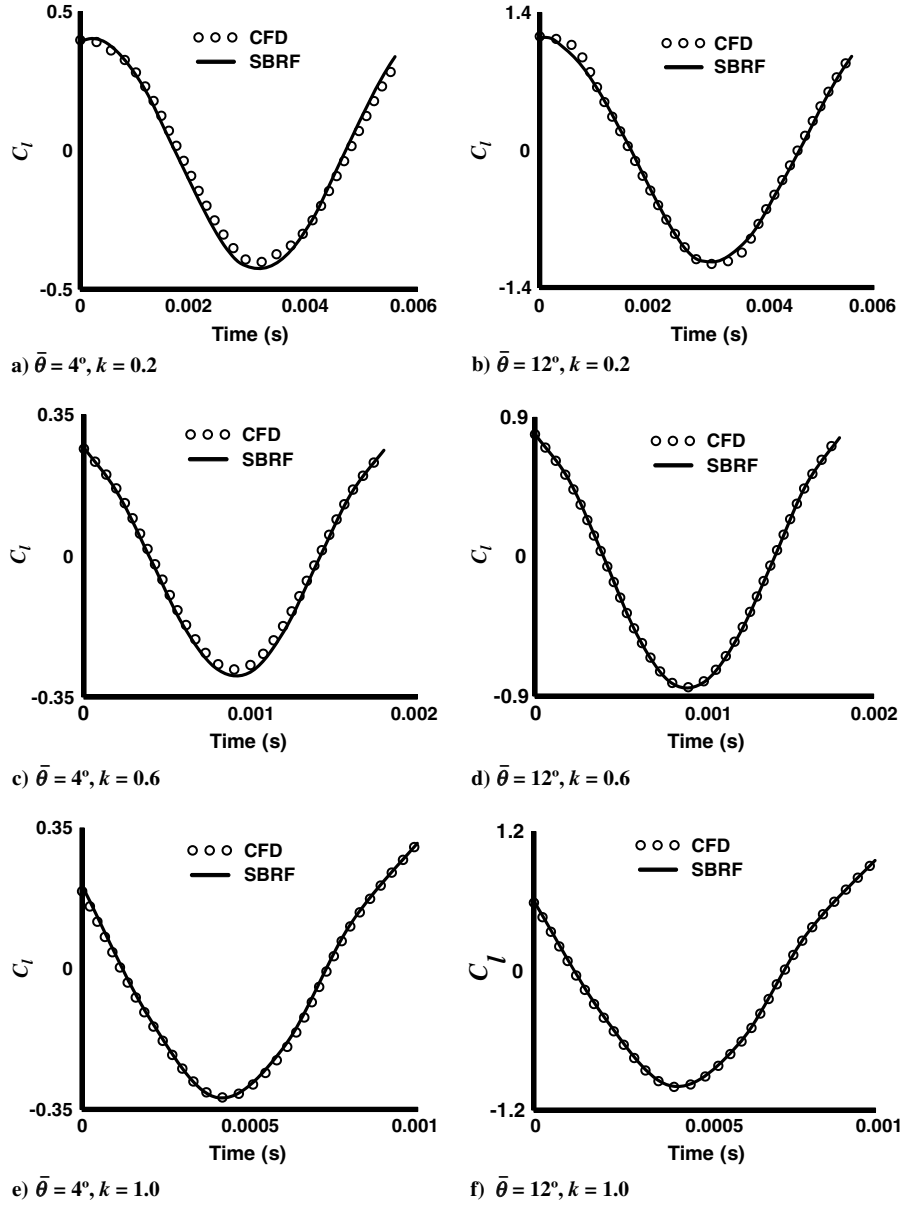 0.5
CFD
SBRF
C_l
0
-0.5
0 0.002 0.004 0.006
Time (s)
a) θ̄ = 4º, k = 0.2
1.4
CFD
SBRF
C_l
0
-1.4
0 0.002 0.004 0.006
Time (s)
b) θ̄ = 12º, k = 0.2
0.35
CFD
SBRF
C_l
0
-0.35
0 0.001 0.002
Time (s)
c) θ̄ = 4º, k = 0.6
0.9
CFD
SBRF
C_l
0
-0.9
0 0.001 0.002
Time (s)
d) θ̄ = 12º, k = 0.6
0.35
CFD
SBRF
C_l
0
-0.35
0 0.0005 0.001
Time (s)
e) θ̄ = 4º, k = 1.0
1.2
CFD
SBRF
C_l
0
-1.2
0 0.0005 0.001
Time (s)
f) θ̄ = 12º, k = 1.0